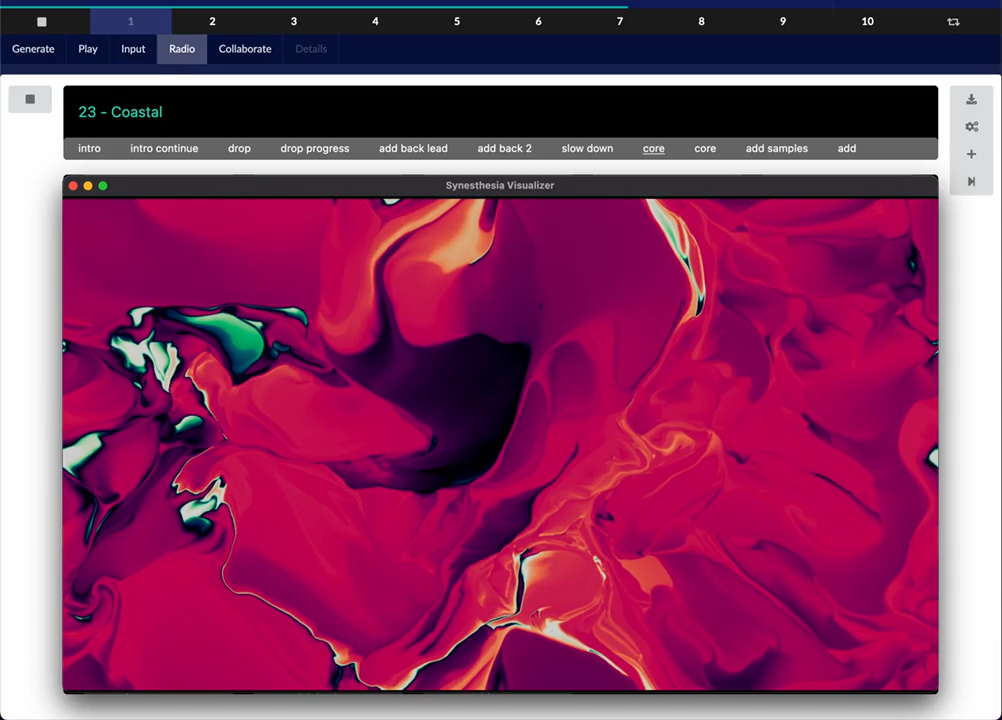 1 2 3 4 5 6 7 8 9 10
Generate Play Input Radio Collaborate Details
23 - Coastal
intro intro continue drop drop progress add back lead add back 2 slow down core core add samples add
Synesthesia Visualizer